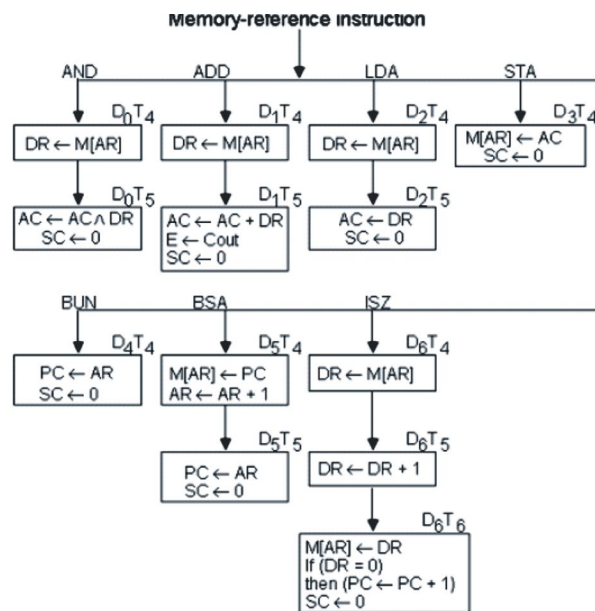 Memory-reference instruction
AND ADD LDA STA
D0T4 D1T4 D2T4 D3T4
DR ← M[AR] DR ← M[AR] DR ← M[AR] M[AR] ← AC
SC ← 0
D0T5 D1T5 D2T5
AC ← AC ∧ DR
SC ← 0
AC ← AC + DR
E ← Cout
SC ← 0
AC ← DR
SC ← 0
BUN BSA ISZ
D4T4 D5T4 D6T4
PC ← AR
SC ← 0
M[AR] ← PC
AR ← AR + 1
DR ← M[AR]
D5T5 D6T5
PC ← AR
SC ← 0
DR ← DR + 1
D6T6
M[AR] ← DR
If (DR = 0)
then (PC ← PC + 1)
SC ← 0